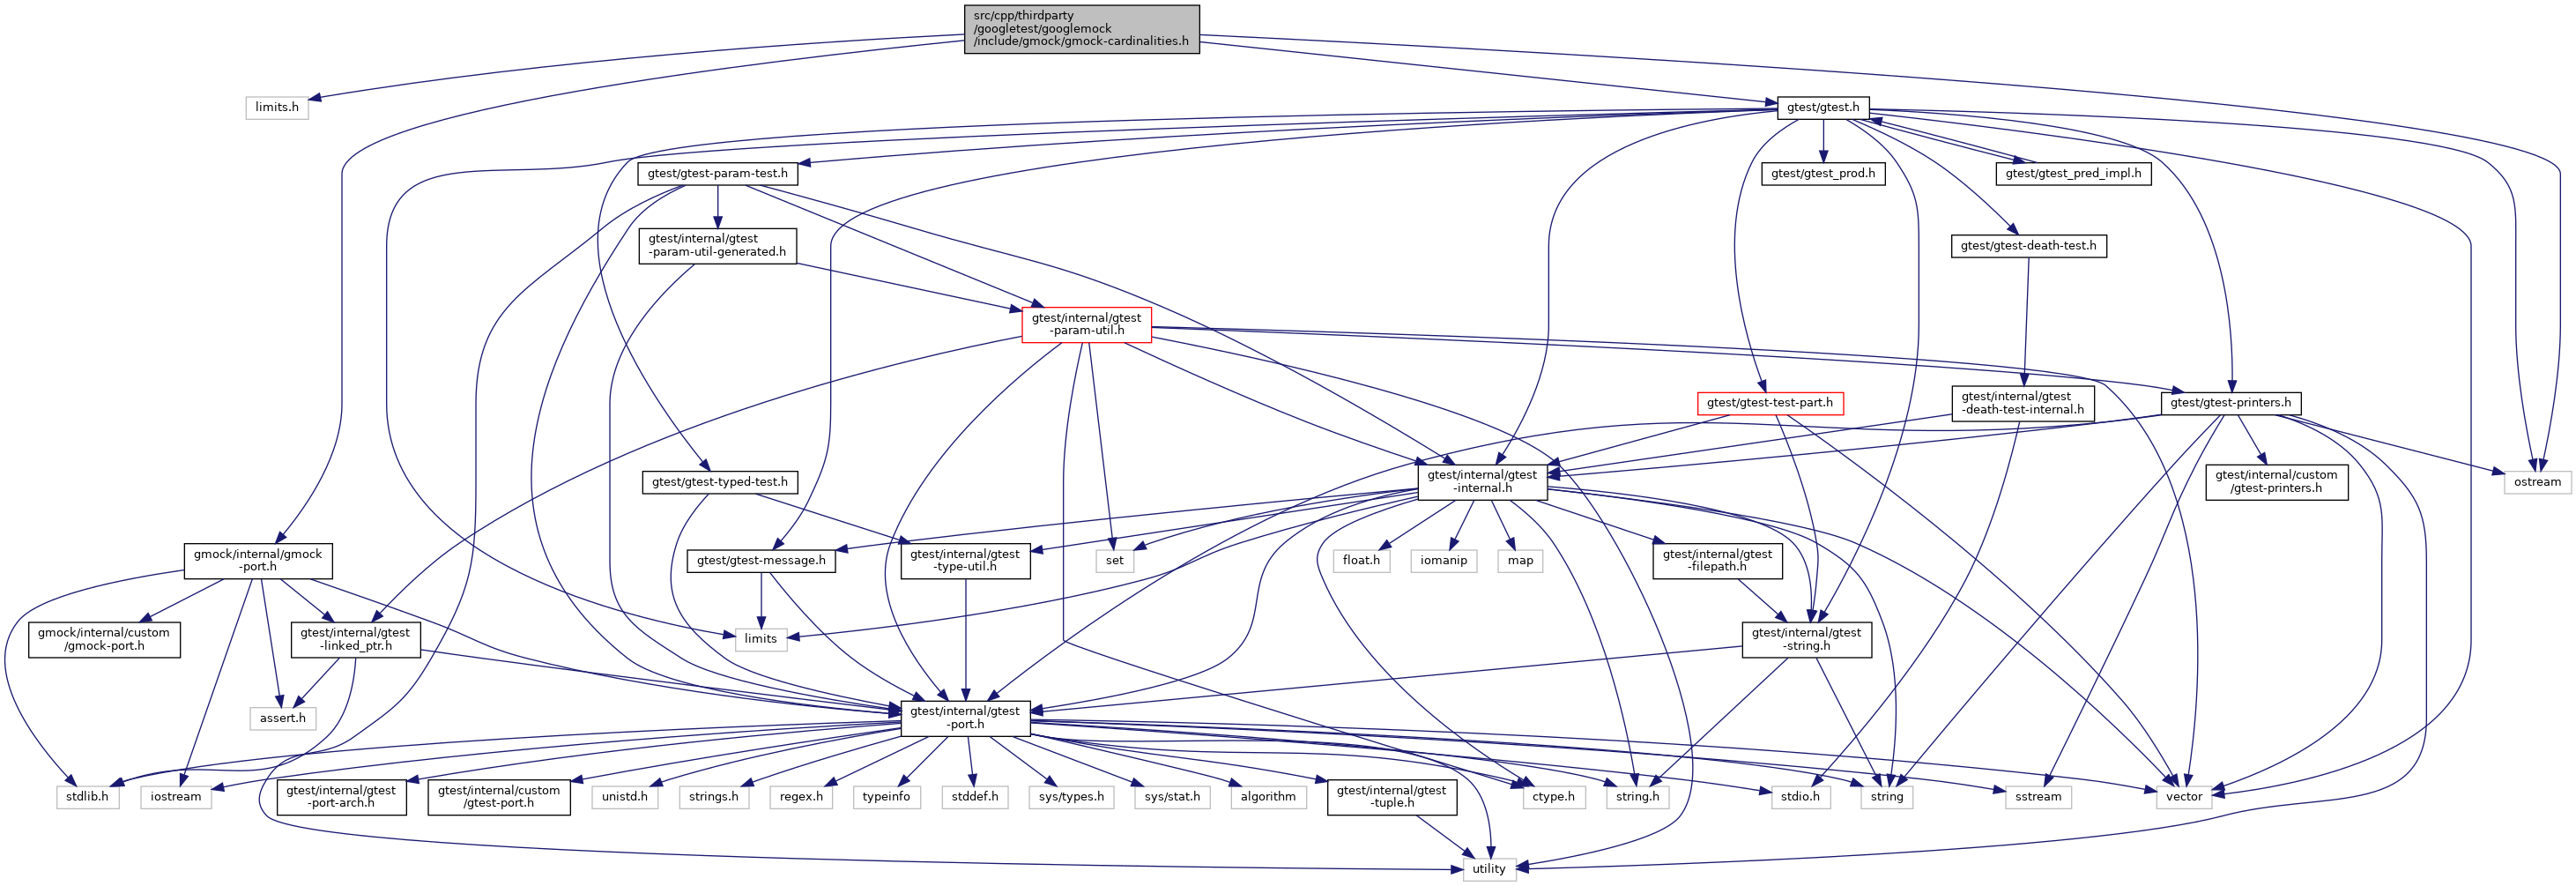 src/cpp/thirdparty
/googletest/googlemock
/include/gmock/gmock-cardinalities.h
limits.h
gtest/gtest.h
gtest/gtest-param-test.h
gtest/gtest_prod.h
gtest/gtest_pred_impl.h
gtest/internal/gtest
-param-util-generated.h
gtest/gtest-death-test.h
gtest/internal/gtest
-param-util.h
gtest/gtest-test-part.h
gtest/internal/gtest
-death-test-internal.h
gtest/gtest-printers.h
gtest/gtest-typed-test.h
gtest/internal/gtest
-internal.h
gtest/internal/custom
/gtest-printers.h
ostream
gmock/internal/gmock
-port.h
gtest/gtest-message.h
gtest/internal/gtest
-type-util.h
set
float.h
iomanip
map
gtest/internal/gtest
-filepath.h
gmock/internal/custom
/gmock-port.h
gtest/internal/gtest
-linked_ptr.h
limits
gtest/internal/gtest
-string.h
assert.h
gtest/internal/gtest
-port.h
stdlib.h
iostream
gtest/internal/gtest
-port-arch.h
gtest/internal/custom
/gtest-port.h
unistd.h
strings.h
regex.h
typeinfo
stddef.h
sys/types.h
sys/stat.h
algorithm
gtest/internal/gtest
-tuple.h
ctype.h
string.h
stdio.h
string
sstream
vector
utility